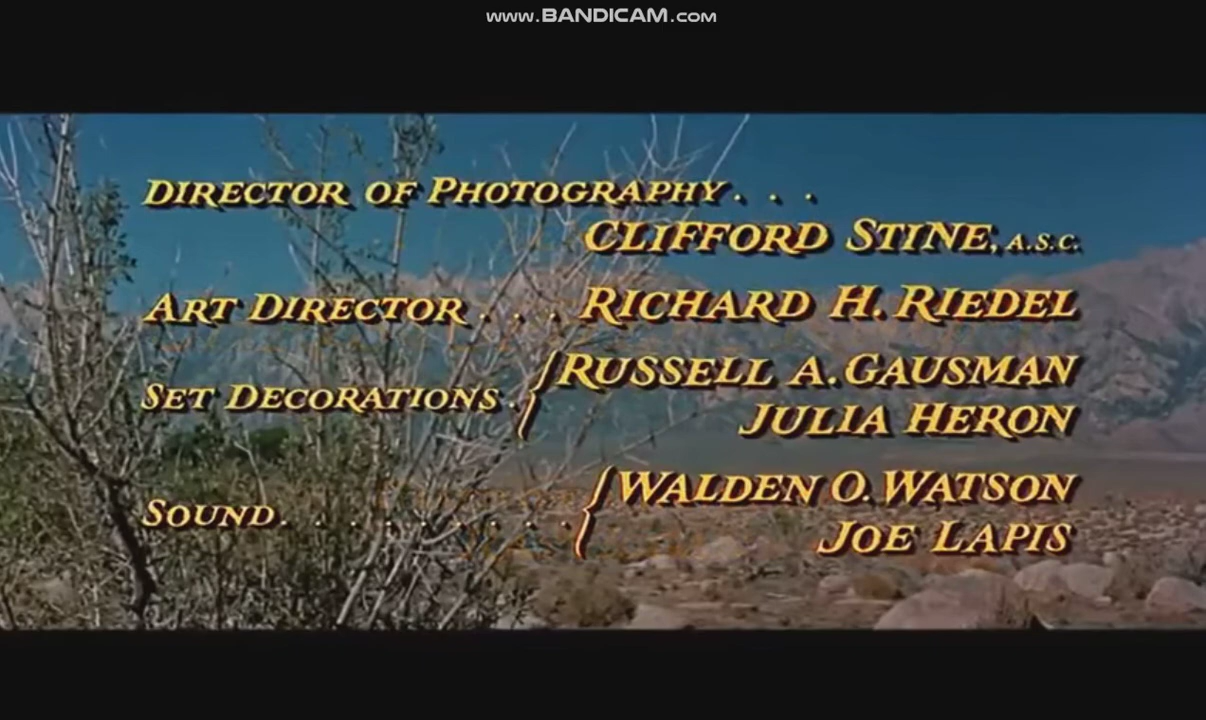 www.BANDICAM.com
DIRECTOR OF PHOTOGRAPHY. . .
CLIFFORD STINE, A.S.C.
ART DIRECTOR . . . RICHARD H. RIEDEL
SET DECORATIONS . { RUSSELL A. GAUSMAN
JULIA HERON
SOUND. . . . . . . . . { WALDEN O. WATSON
JOE LAPIS